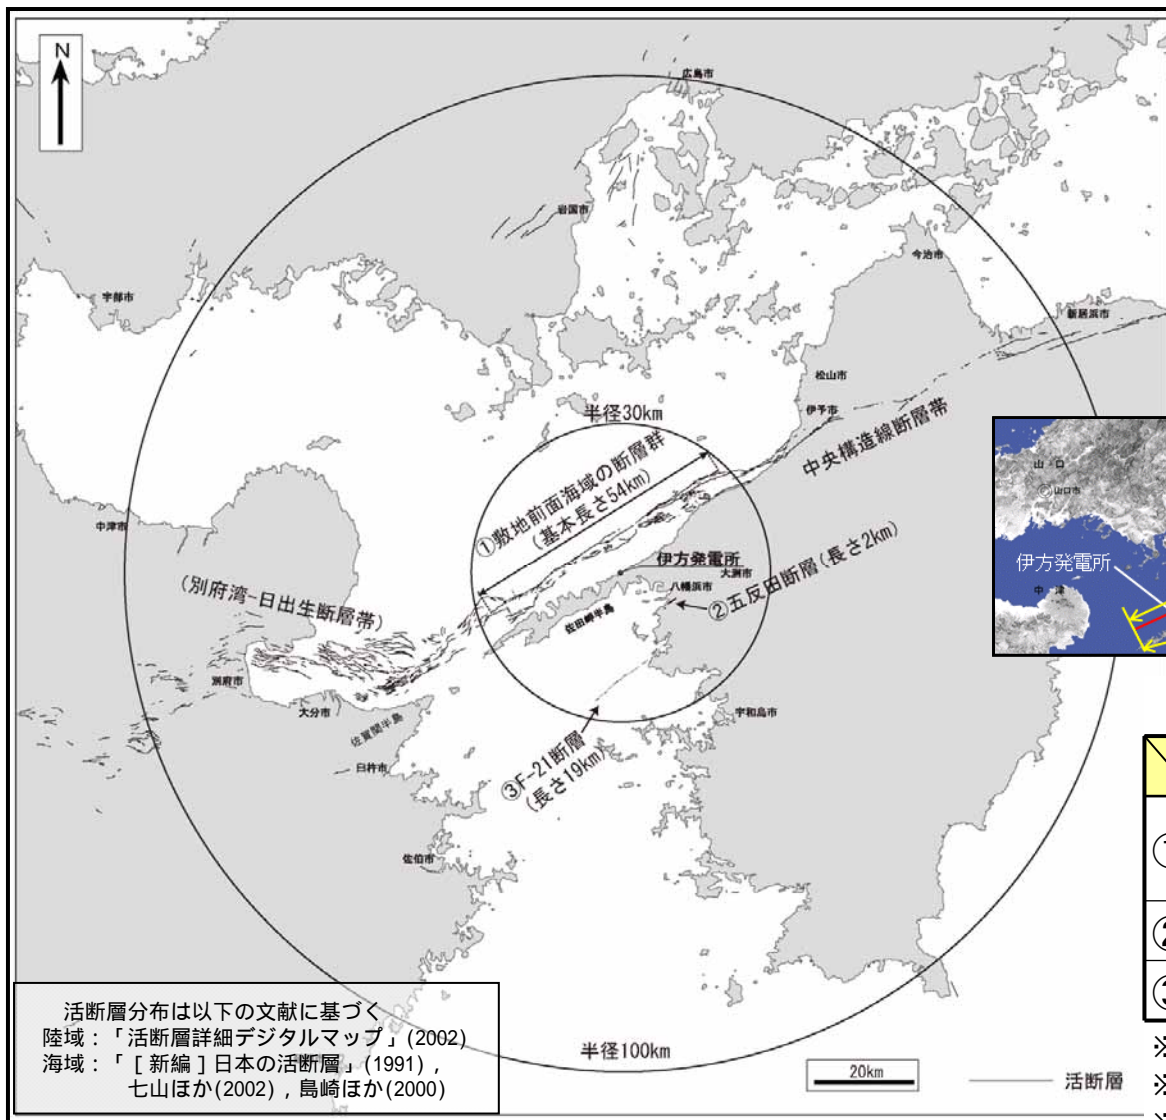 N
広島市
岩国市
今治市
宇部市
新居浜市
松山市
伊予市
半径30km
中央構造線断層帯
①敷地前面海域の断層群
(基本長さ54km)
中津市
伊方発電所
大洲市
八幡浜市
②五反田断層(長さ2km)
佐田岬半島
(別府湾-日出生断層帯)
別府市
大分市
佐賀関半島
臼杵市
宇和島市
③F-21断層
(長さ19km)
佐伯市
山口
山口市
伊方発電所
中津
①
②
③
※
※
※
活断層分布は以下の文献に基づく
陸域:「活断層詳細デジタルマップ」(2002)
海域:「[新編]日本の活断層」(1991),
七山ほか(2002),島崎ほか(2000)
半径100km
20km
活断層